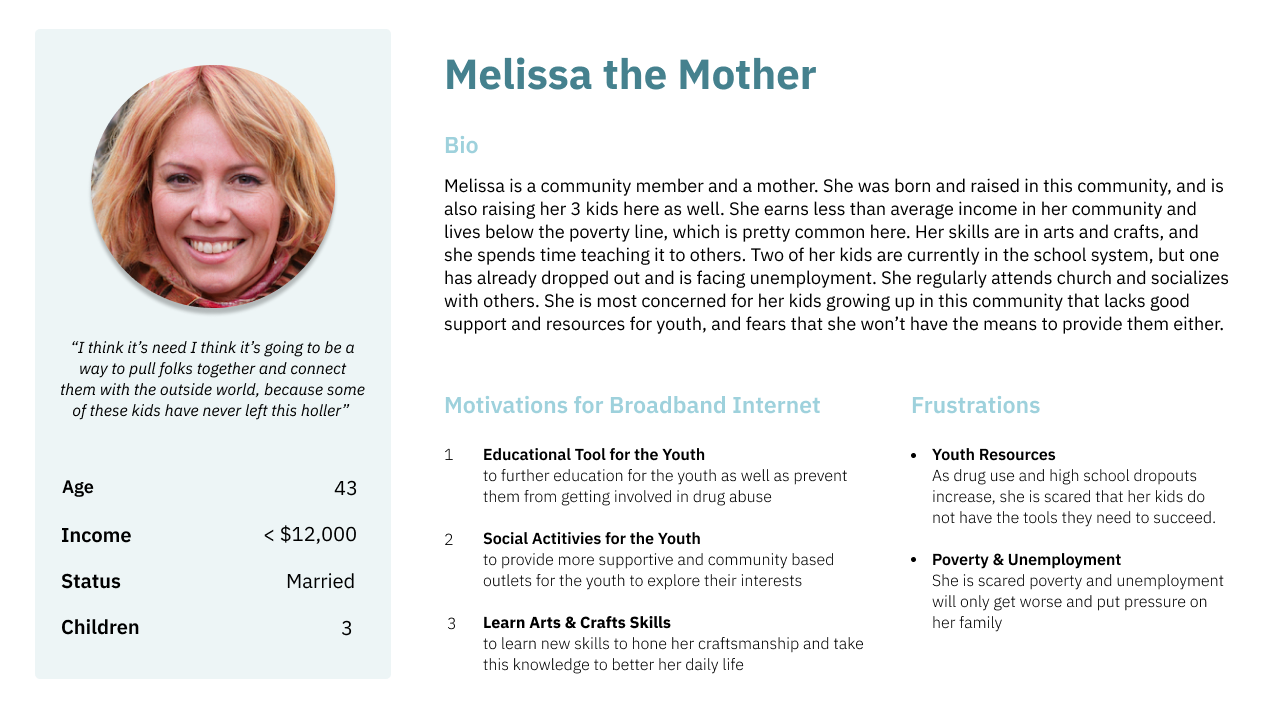 Melissa the Mother
“I think it’s need I think it’s going to be a
way to pull folks together and connect
them with the outside world, because some
of these kids have never left this holler”
Age 43
Income < $12,000
Status Married
Children 3
Bio
Melissa is a community member and a mother. She was born and raised in this community, and is
also raising her 3 kids here as well. She earns less than average income in her community and
lives below the poverty line, which is pretty common here. Her skills are in arts and crafts, and
she spends time teaching it to others. Two of her kids are currently in the school system, but one
has already dropped out and is facing unemployment. She regularly attends church and socializes
with others. She is most concerned for her kids growing up in this community that lacks good
support and resources for youth, and fears that she won’t have the means to provide them either.
Motivations for Broadband Internet
1 Educational Tool for the Youth
to further education for the youth as well as prevent
them from getting involved in drug abuse
2 Social Actitivies for the Youth
to provide more supportive and community based
outlets for the youth to explore their interests
3 Learn Arts & Crafts Skills
to learn new skills to hone her craftsmanship and take
this knowledge to better her daily life
Frustrations
• Youth Resources
As drug use and high school dropouts
increase, she is scared that her kids do
not have the tools they need to succeed.
• Poverty & Unemployment
She is scared poverty and unemployment
will only get worse and put pressure on
her family